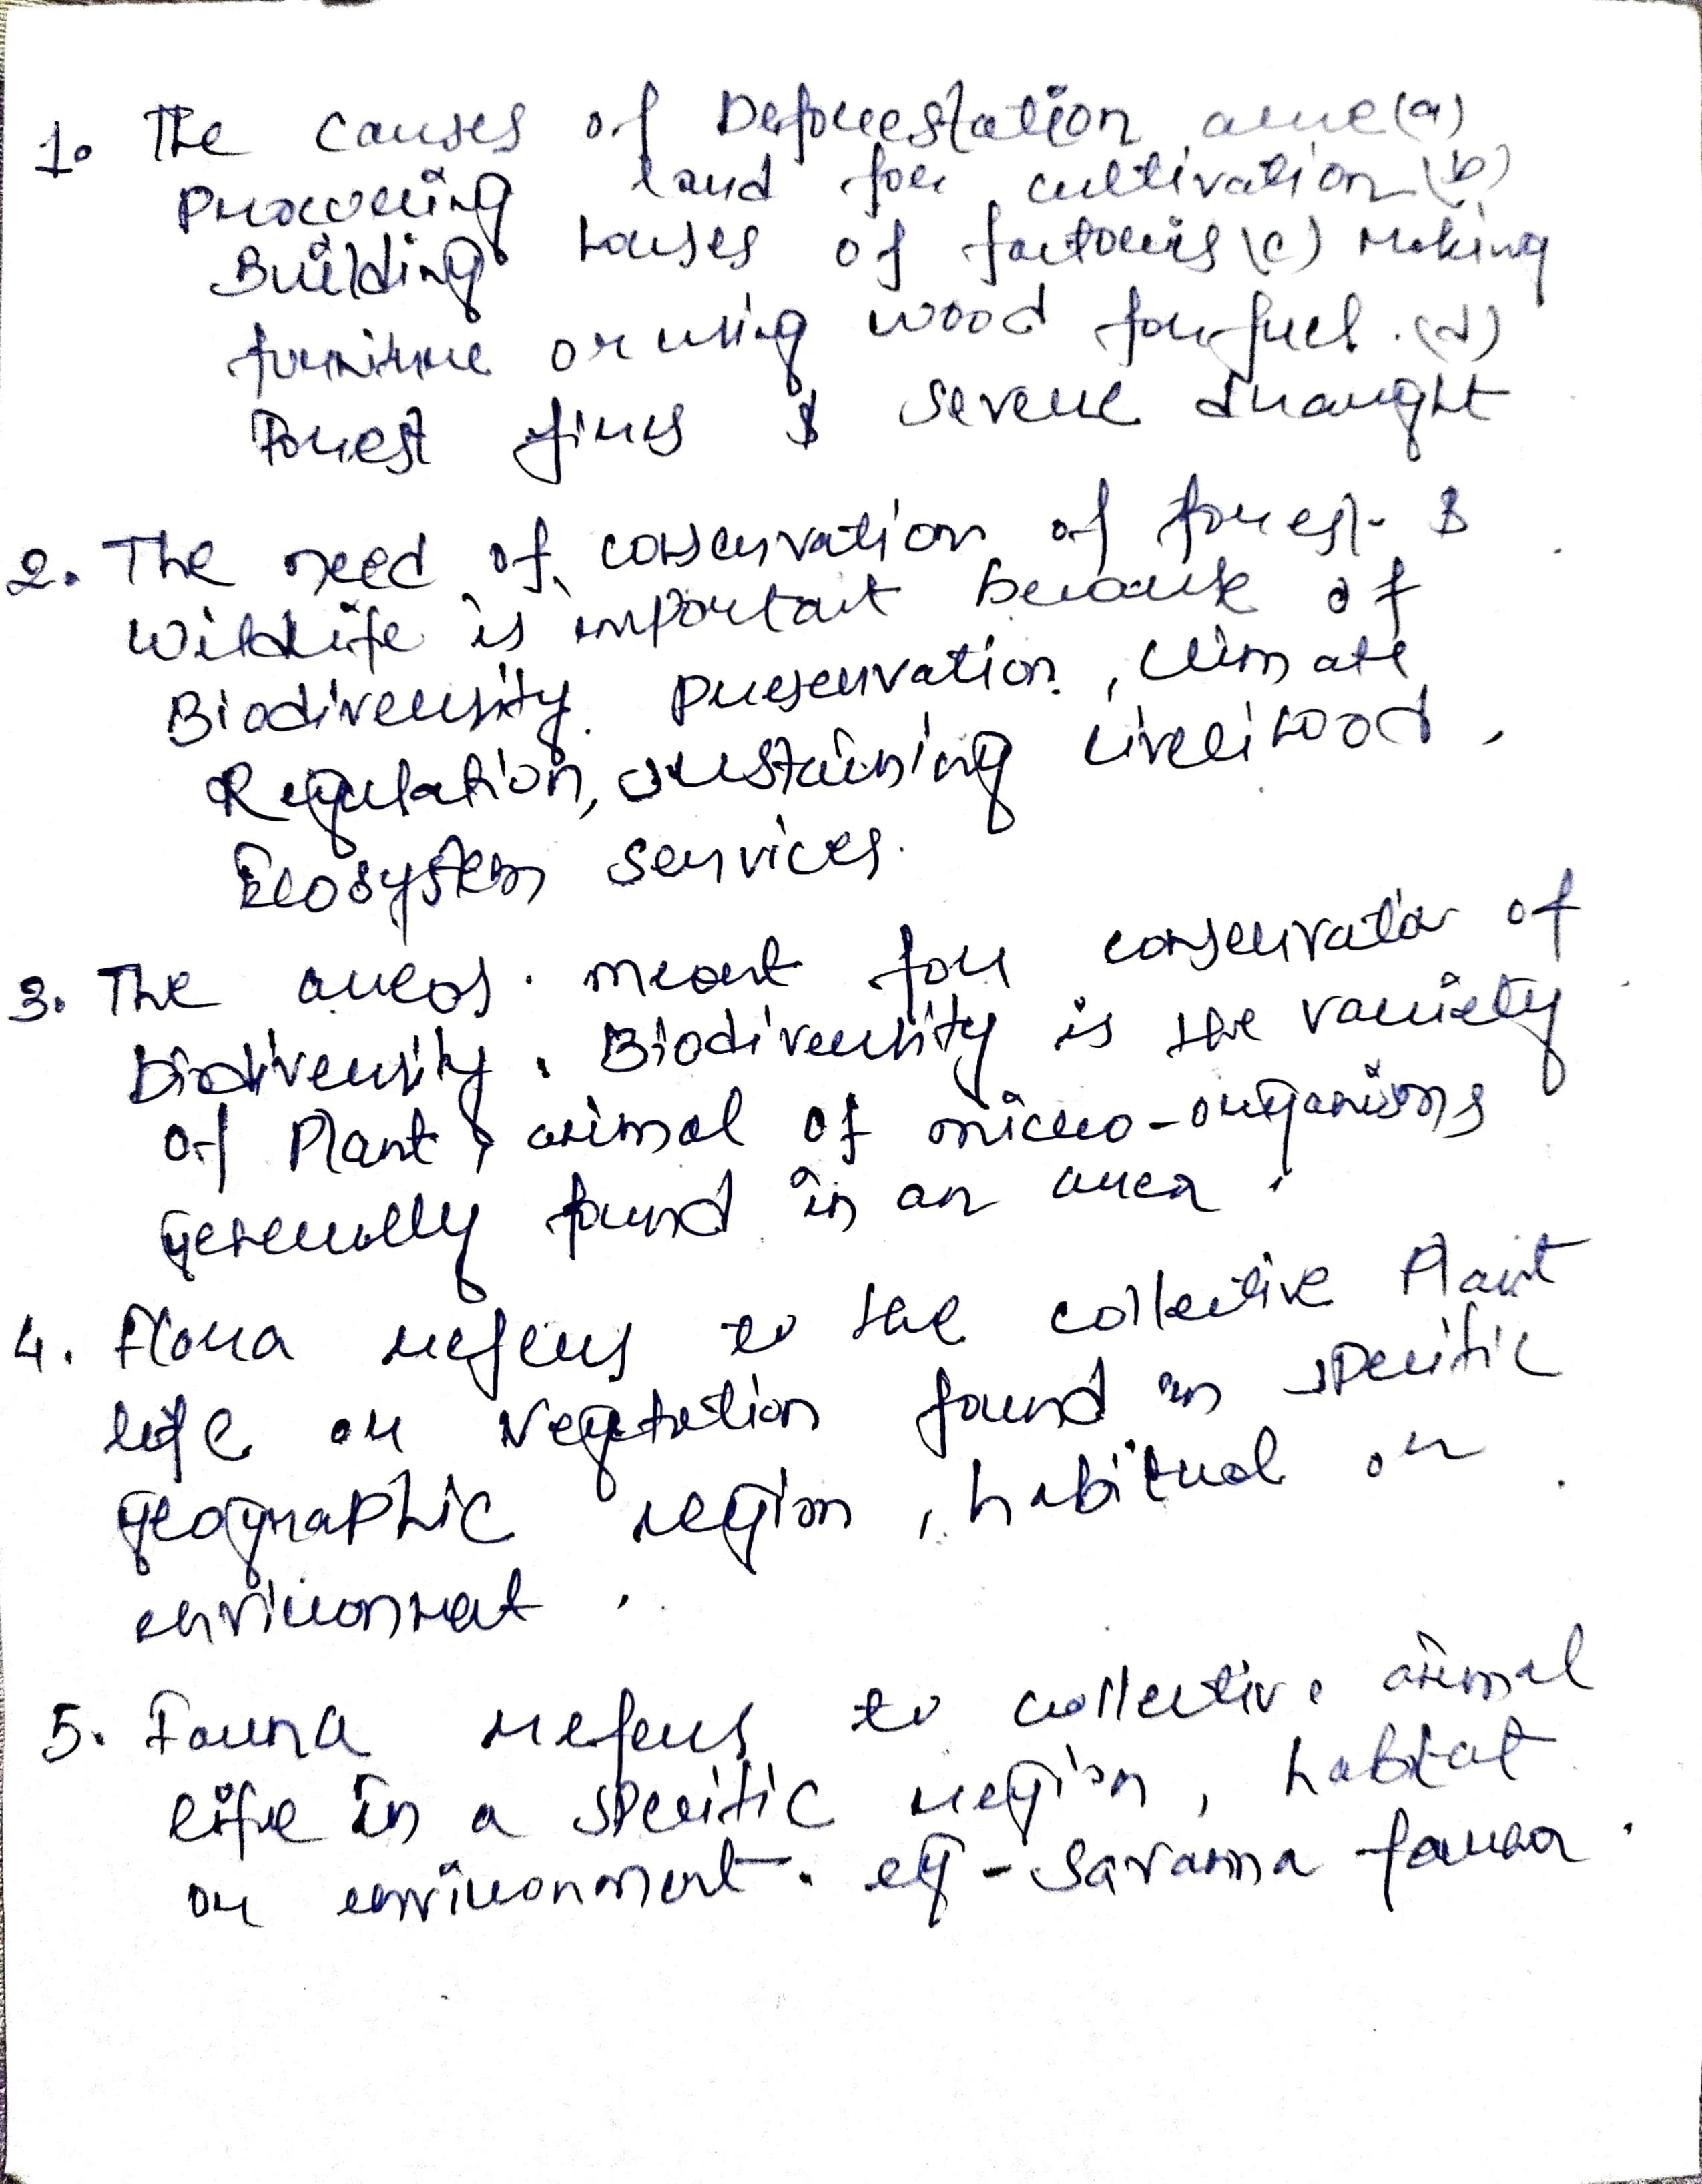 1. The causes of Deforestation are (a)
Procuring land for cultivation (b)
Building houses of factories (c) Making
furniture or using wood for fuel. (d)
Forest fires & severe draught
2. The need of conservation of forest &
Wildlife is important because of
Biodiversity preservation, Climate
Regulation, sustaining livelihood,
Ecosystem services.
3. The areas meant for conservation of
biodiversity. Biodiversity is the variety
of Plant, animal of micro-organisms
generally found in an area.
4. Flora refers to the collective Plant
life or Vegetation found in specific
geographic region, habitual or
environment.
5. Fauna refers to collective animal
life in a specific region, habitat
or environment. eg - Savanna fauna.